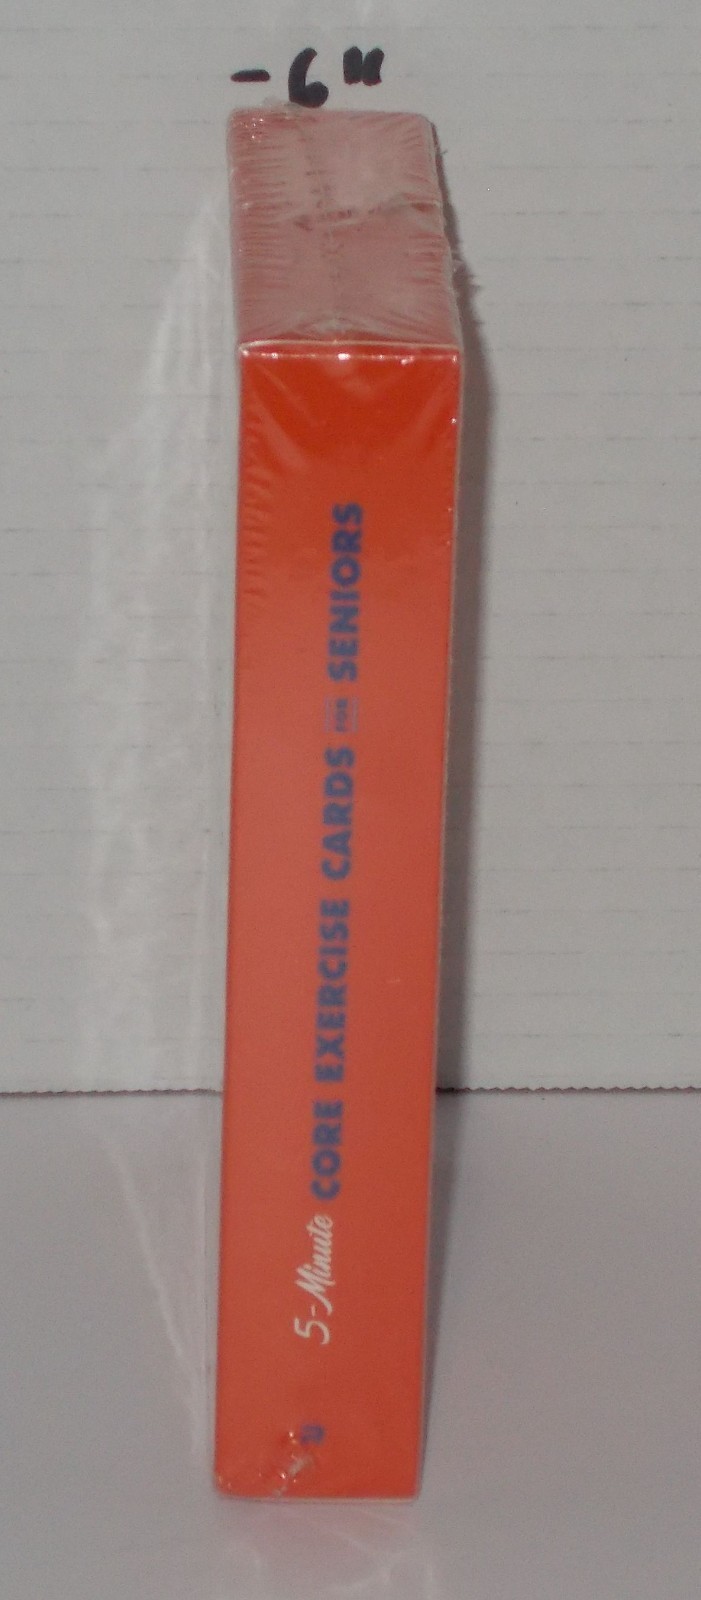 - 6"
5-Minute CORE EXERCISE CARDS FOR SENIORS